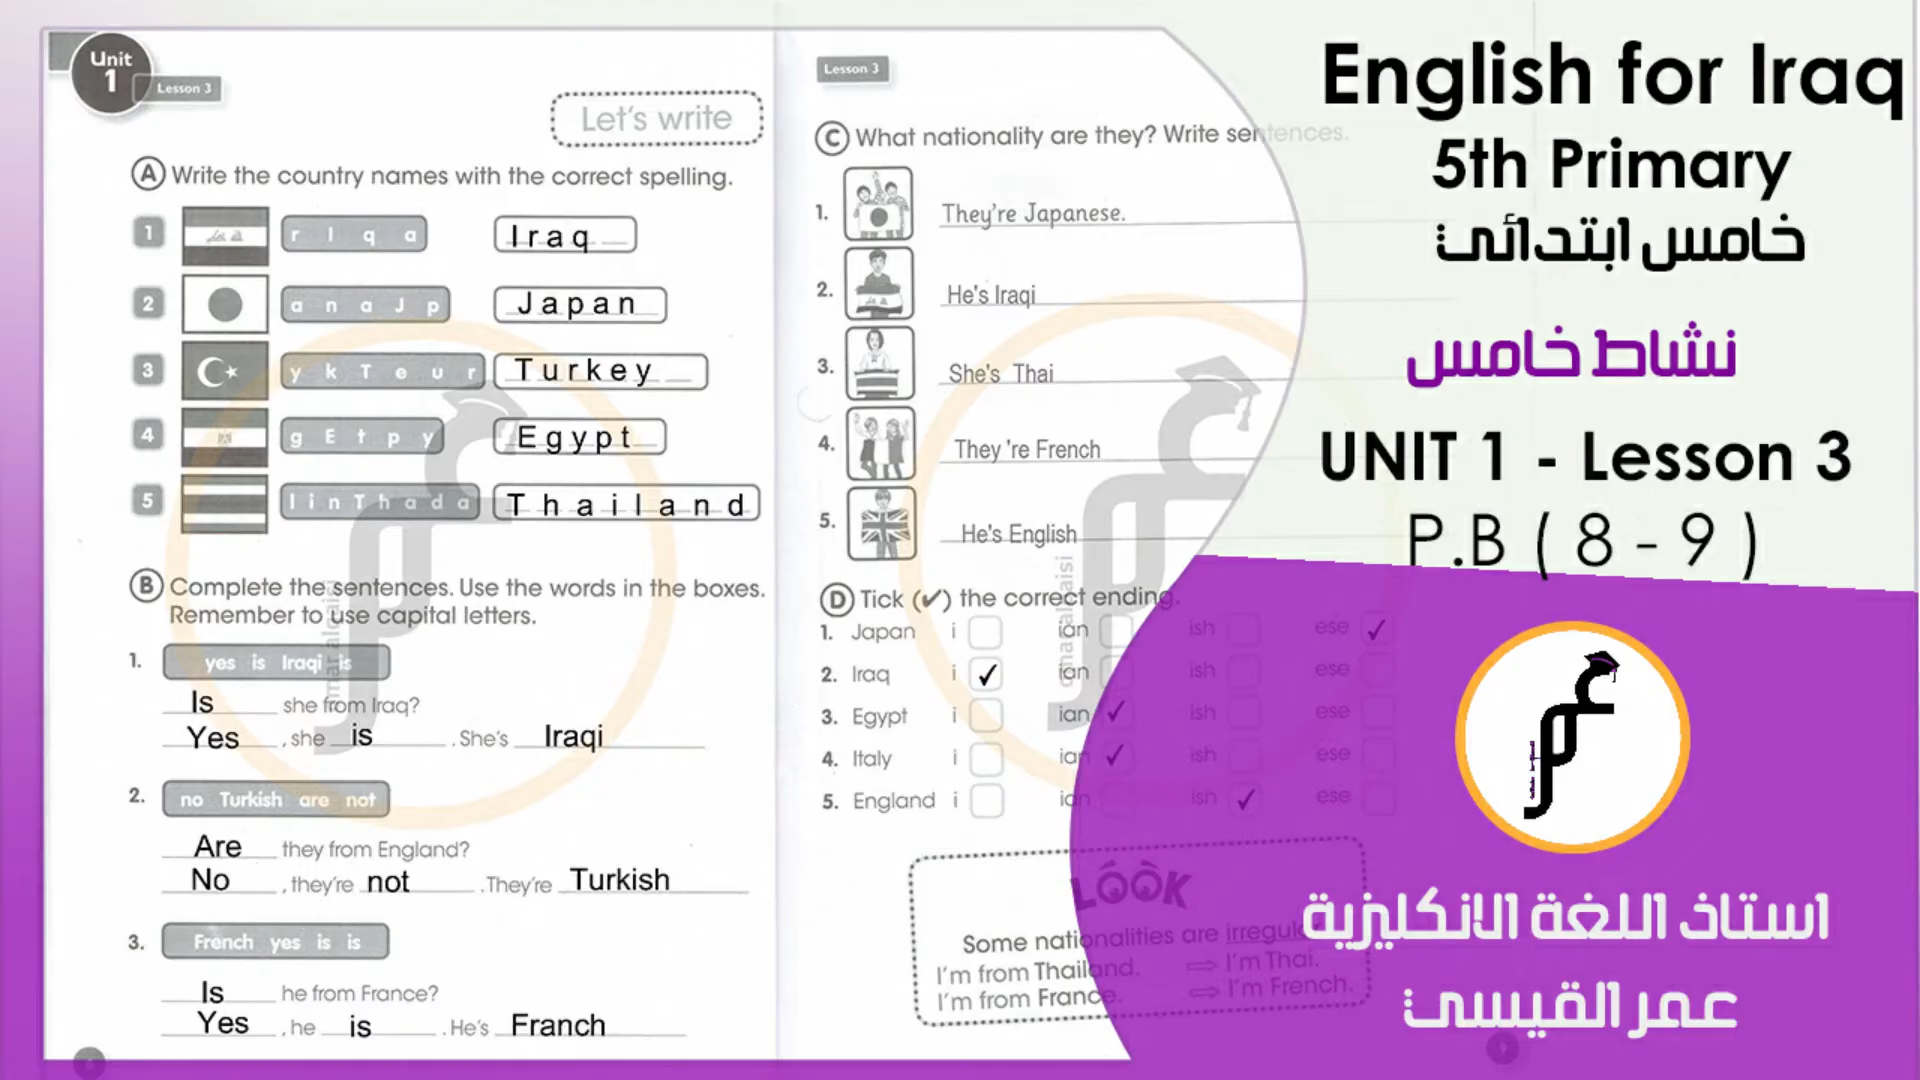 Unit
1
Lesson 3
Let's write
A Write the country names with the correct spelling.
1 r I q a Iraq
2 a n a J p Japan
3 y k T e u r Turkey
4 g E t p y Egypt
5 l i n T h a d a Thailand
B Complete the sentences. Use the words in the boxes.
Remember to use capital letters.
1. yes is Iraqi is
Is she from Iraq?
Yes , she is . She's Iraqi
2. no Turkish are not
Are they from England?
No , they're not .They're Turkish
3. French yes is is
Is he from France?
Yes , he is . He's Franch
Lesson 3
C What nationality are they? Write sentences.
1. They're Japanese.
2. He's Iraqi
3. She's Thai
4. They 're French
5. He's English
D Tick (✓) the correct ending.
1. Japan i ian ish ese ✓
2. Iraq i ✓ ian ish ese
3. Egypt i ian ✓ ish ese
4. Italy i ian ✓ ish ese
5. England i ian ish ✓ ese
LOOK
Some nationalities are irregular
I'm from Thailand. ⇨ I'm Thai.
I'm from France. ⇨ I'm French.
English for Iraq
5th Primary
خامس ابتدائي
نشاط خامس
UNIT 1 - Lesson 3
P.B ( 8 - 9 )
عمر
استاذ اللغة الانكليزية
عمر القيسي